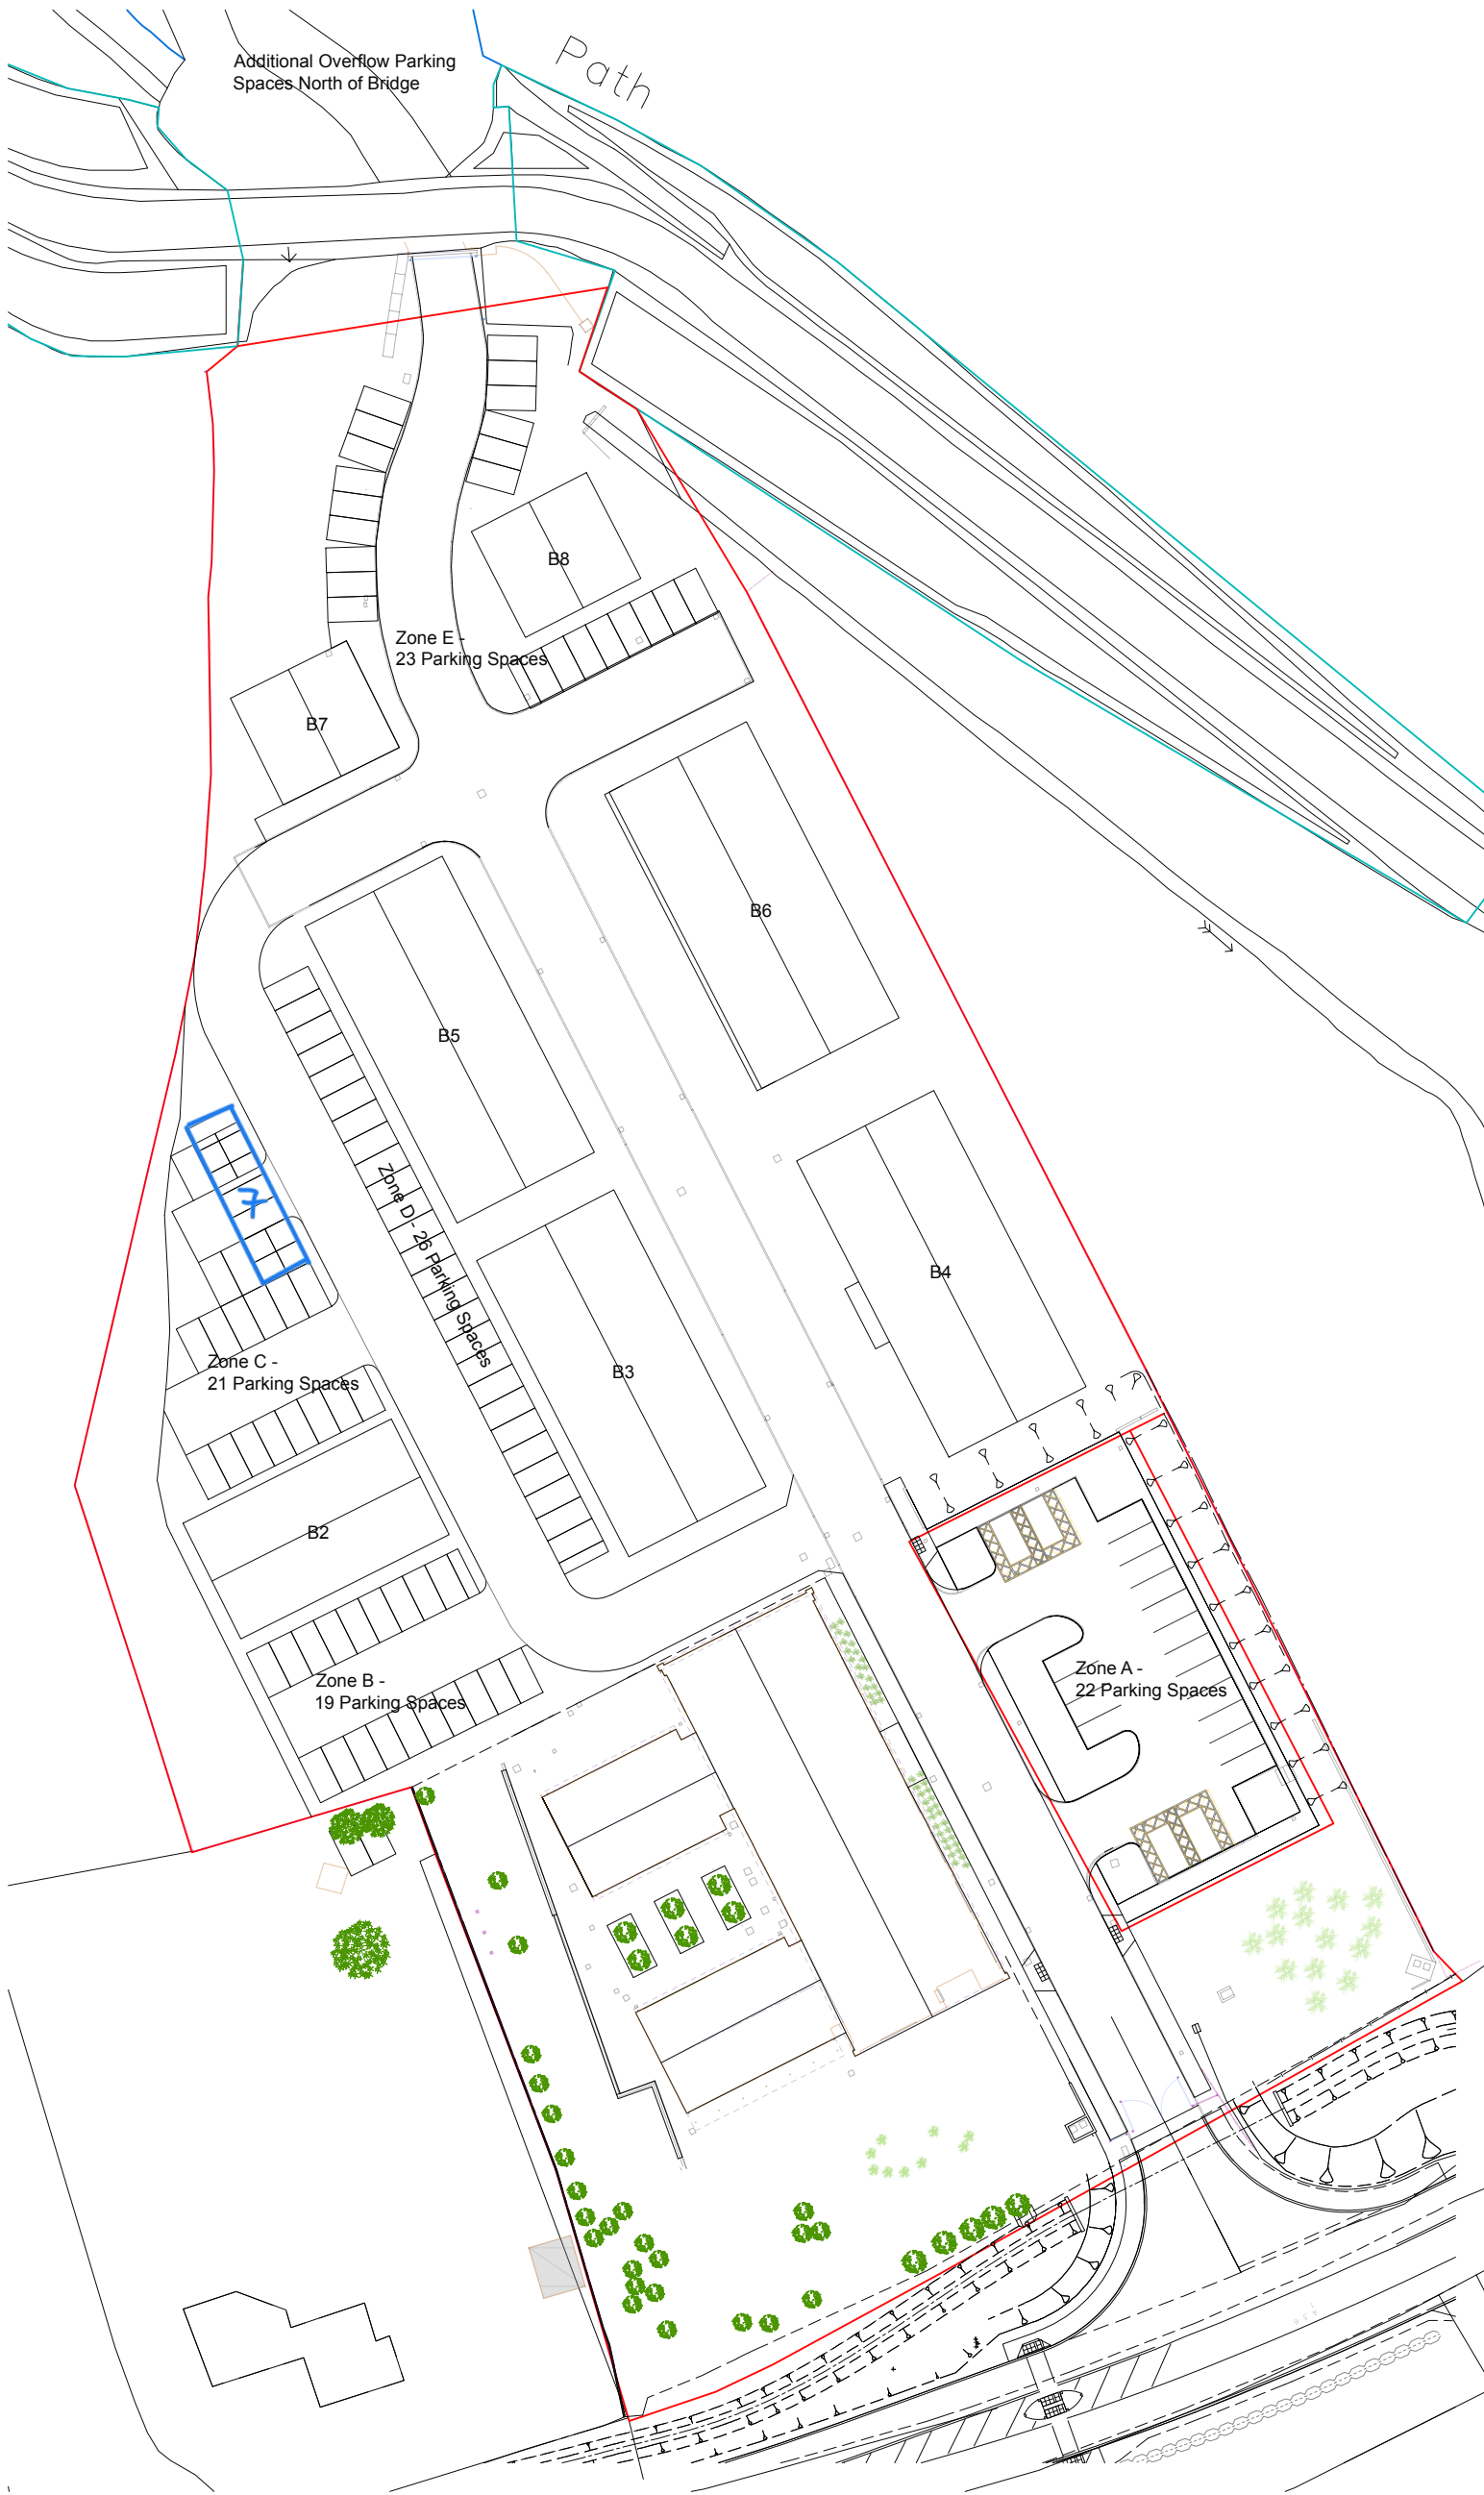 Additional Overflow Parking
Spaces North of Bridge
Path
B8
Zone E -
23 Parking Spaces
B7
B6
B5
7
Zone D - 26 Parking Spaces
B4
Zone C -
21 Parking Spaces
B3
B2
Zone A -
22 Parking Spaces
Zone B -
19 Parking Spaces